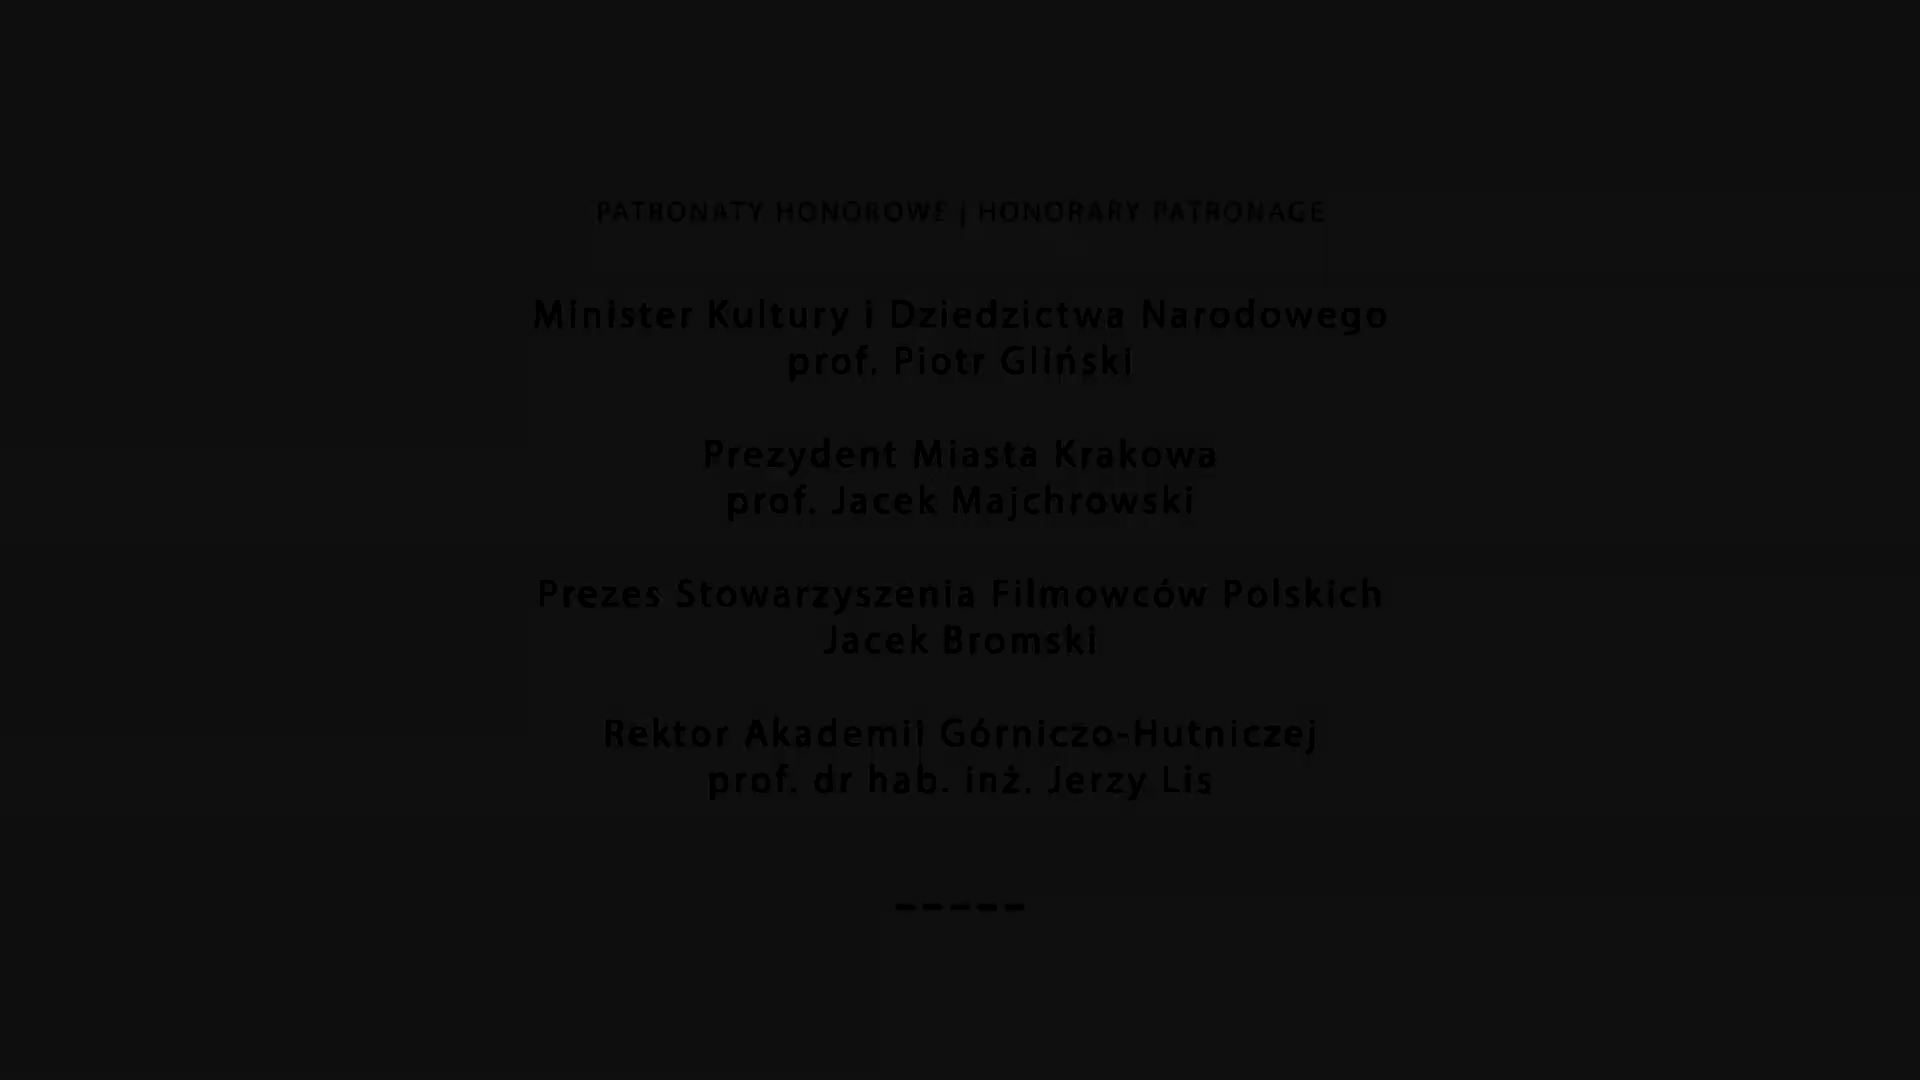 PATRONATY HONOROWE | HONORARY PATRONAGE
Minister Kultury i Dziedzictwa Narodowego
prof. Piotr Gliński
Prezydent Miasta Krakowa
prof. Jacek Majchrowski
Prezes Stowarzyszenia Filmowców Polskich
Jacek Bromski
Rektor Akademii Górniczo-Hutniczej
prof. dr hab. inż. Jerzy Lis
-----